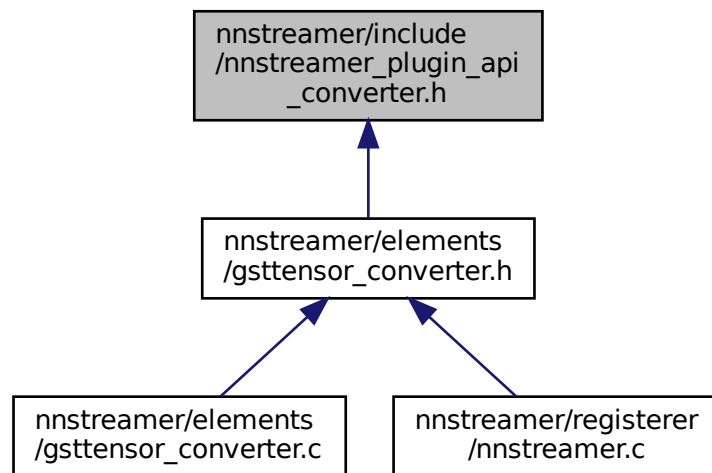 nnstreamer/include
/nnstreamer_plugin_api
_converter.h
nnstreamer/elements
/gsttensor_converter.h
nnstreamer/elements
/gsttensor_converter.c
nnstreamer/registerer
/nnstreamer.c